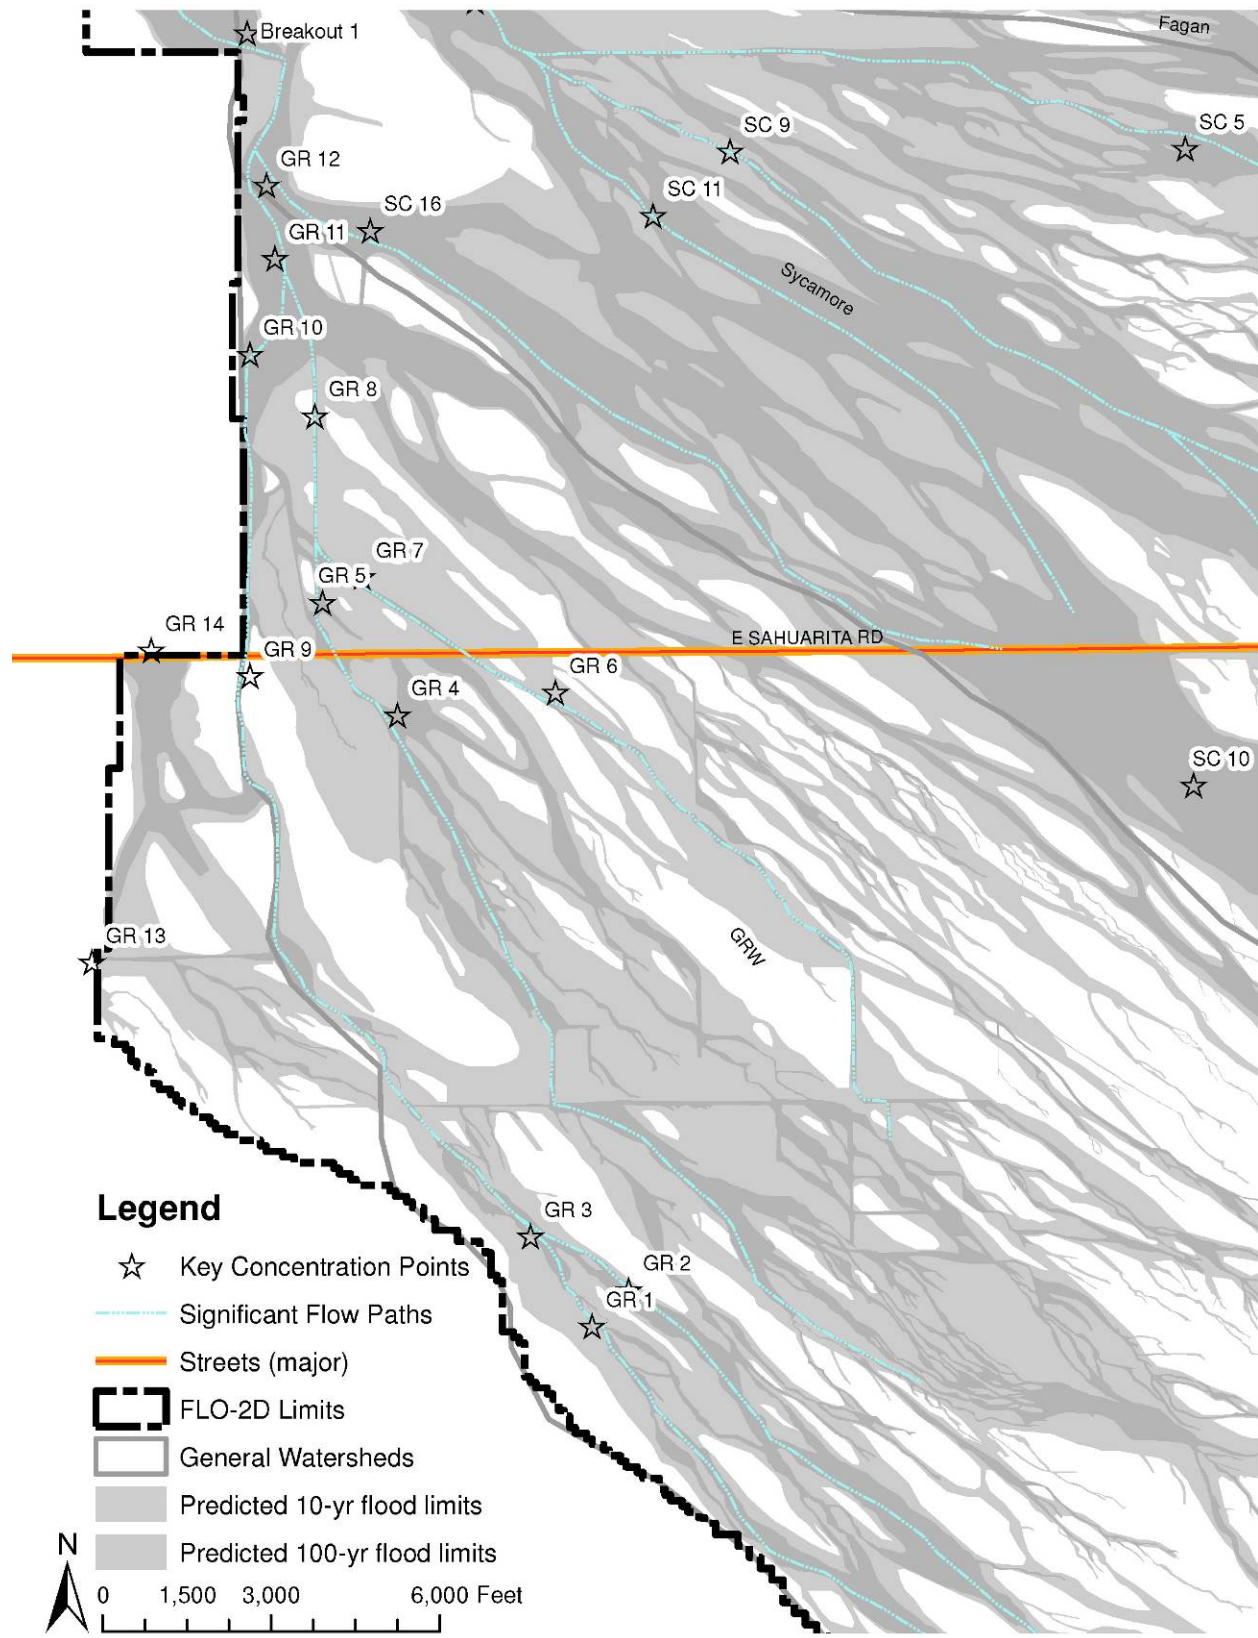 Breakout 1
Fagan
SC 5
SC 9
GR 12
SC 16
SC 11
GR 11
Sycamore
GR 10
GR 8
GR 7
GR 5
GR 14
E SAHUARITA RD
GR 9
GR 6
GR 4
SC 10
GR 13
GRW
GR 3
GR 2
GR 1
Legend
Key Concentration Points
Significant Flow Paths
Streets (major)
FLO-2D Limits
General Watersheds
Predicted 10-yr flood limits
Predicted 100-yr flood limits
N
0 1,500 3,000 6,000 Feet